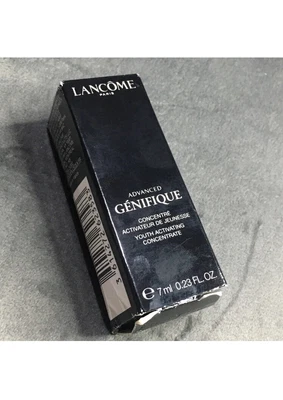 LANCÔME
PARIS
ADVANCED
GÉNIFIQUE
CONCENTRÉ
ACTIVATEUR DE JEUNESSE
YOUTH ACTIVATING
CONCENTRATE
℮ 7 ml 0.23 FL.OZ.